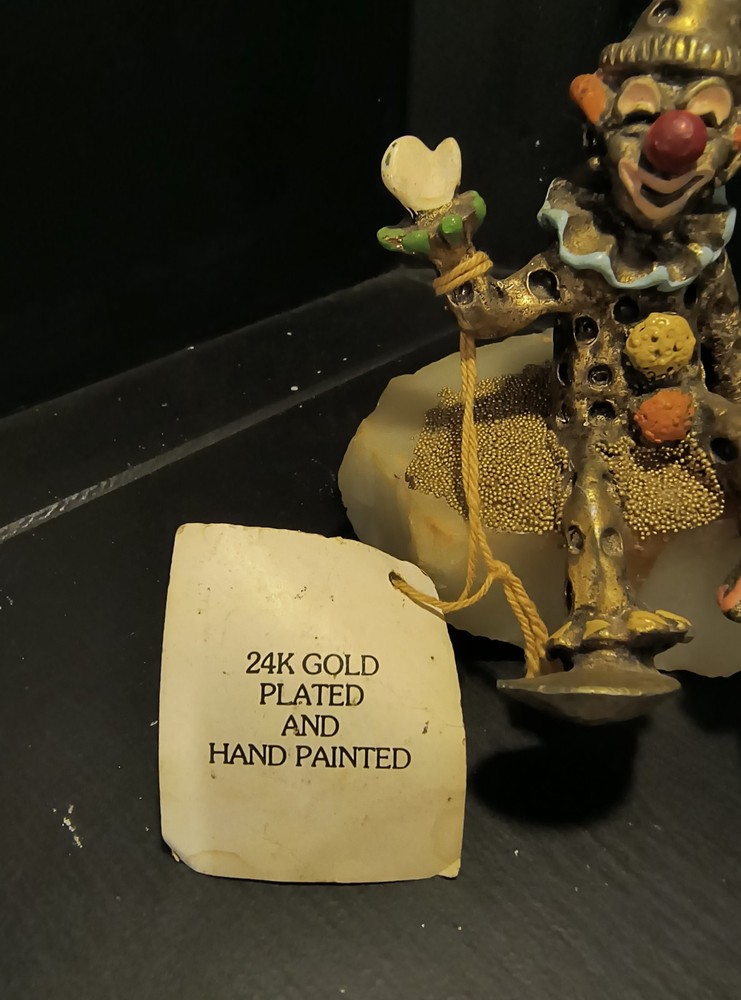 24K GOLD
PLATED
AND
HAND PAINTED